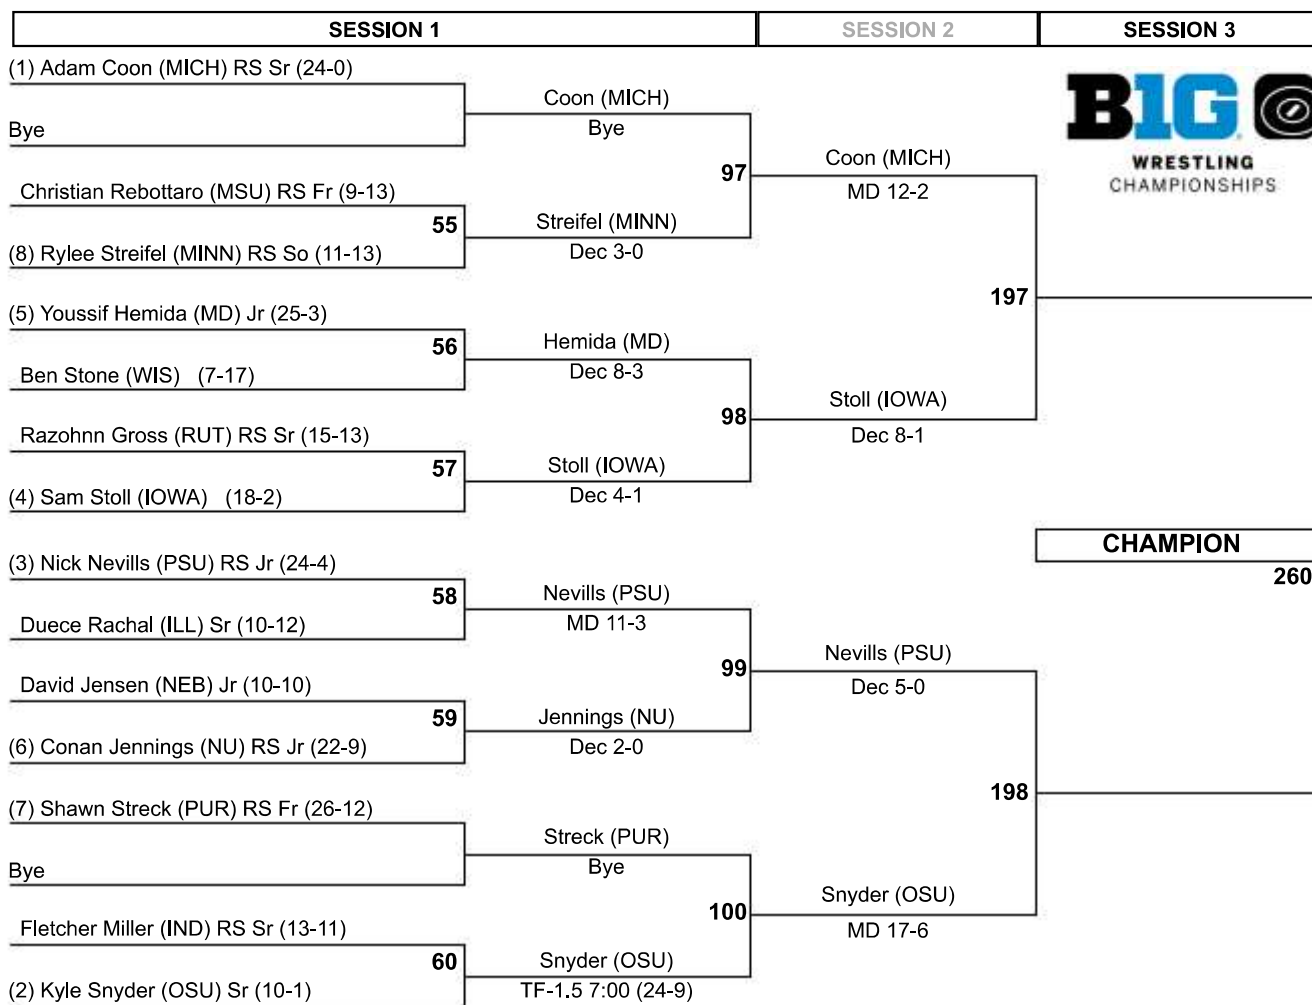 SESSION 1
SESSION 2
SESSION 3
(1) Adam Coon (MICH) RS Sr (24-0)
Coon (MICH)
Bye
Bye
B1G
WRESTLING
CHAMPIONSHIPS
97
Coon (MICH)
MD 12-2
Christian Rebottaro (MSU) RS Fr (9-13)
55
Streifel (MINN)
Dec 3-0
(8) Rylee Streifel (MINN) RS So (11-13)
197
(5) Youssif Hemida (MD) Jr (25-3)
56
Hemida (MD)
Dec 8-3
Ben Stone (WIS) (7-17)
98
Stoll (IOWA)
Dec 8-1
Razohnn Gross (RUT) RS Sr (15-13)
57
Stoll (IOWA)
Dec 4-1
(4) Sam Stoll (IOWA) (18-2)
CHAMPION
260
(3) Nick Nevills (PSU) RS Jr (24-4)
58
Nevills (PSU)
MD 11-3
Duece Rachal (ILL) Sr (10-12)
99
Nevills (PSU)
Dec 5-0
David Jensen (NEB) Jr (10-10)
59
Jennings (NU)
Dec 2-0
(6) Conan Jennings (NU) RS Jr (22-9)
198
(7) Shawn Streck (PUR) RS Fr (26-12)
Streck (PUR)
Bye
Bye
100
Snyder (OSU)
MD 17-6
Fletcher Miller (IND) RS Sr (13-11)
60
Snyder (OSU)
TF-1.5 7:00 (24-9)
(2) Kyle Snyder (OSU) Sr (10-1)